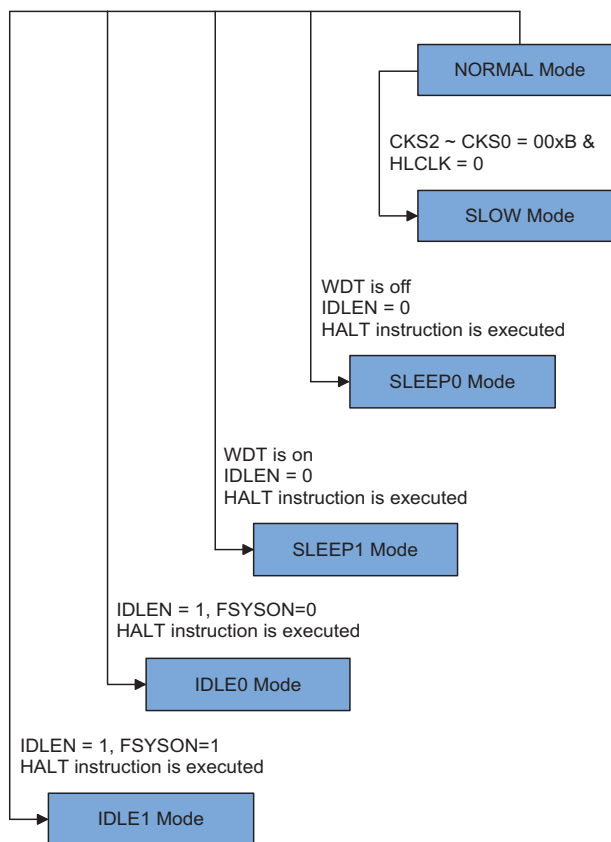 NORMAL Mode
CKS2 ~ CKS0 = 00xB &
HLCLK = 0
SLOW Mode
WDT is off
IDLEN = 0
HALT instruction is executed
SLEEP0 Mode
WDT is on
IDLEN = 0
HALT instruction is executed
SLEEP1 Mode
IDLEN = 1, FSYSON=0
HALT instruction is executed
IDLE0 Mode
IDLEN = 1, FSYSON=1
HALT instruction is executed
IDLE1 Mode